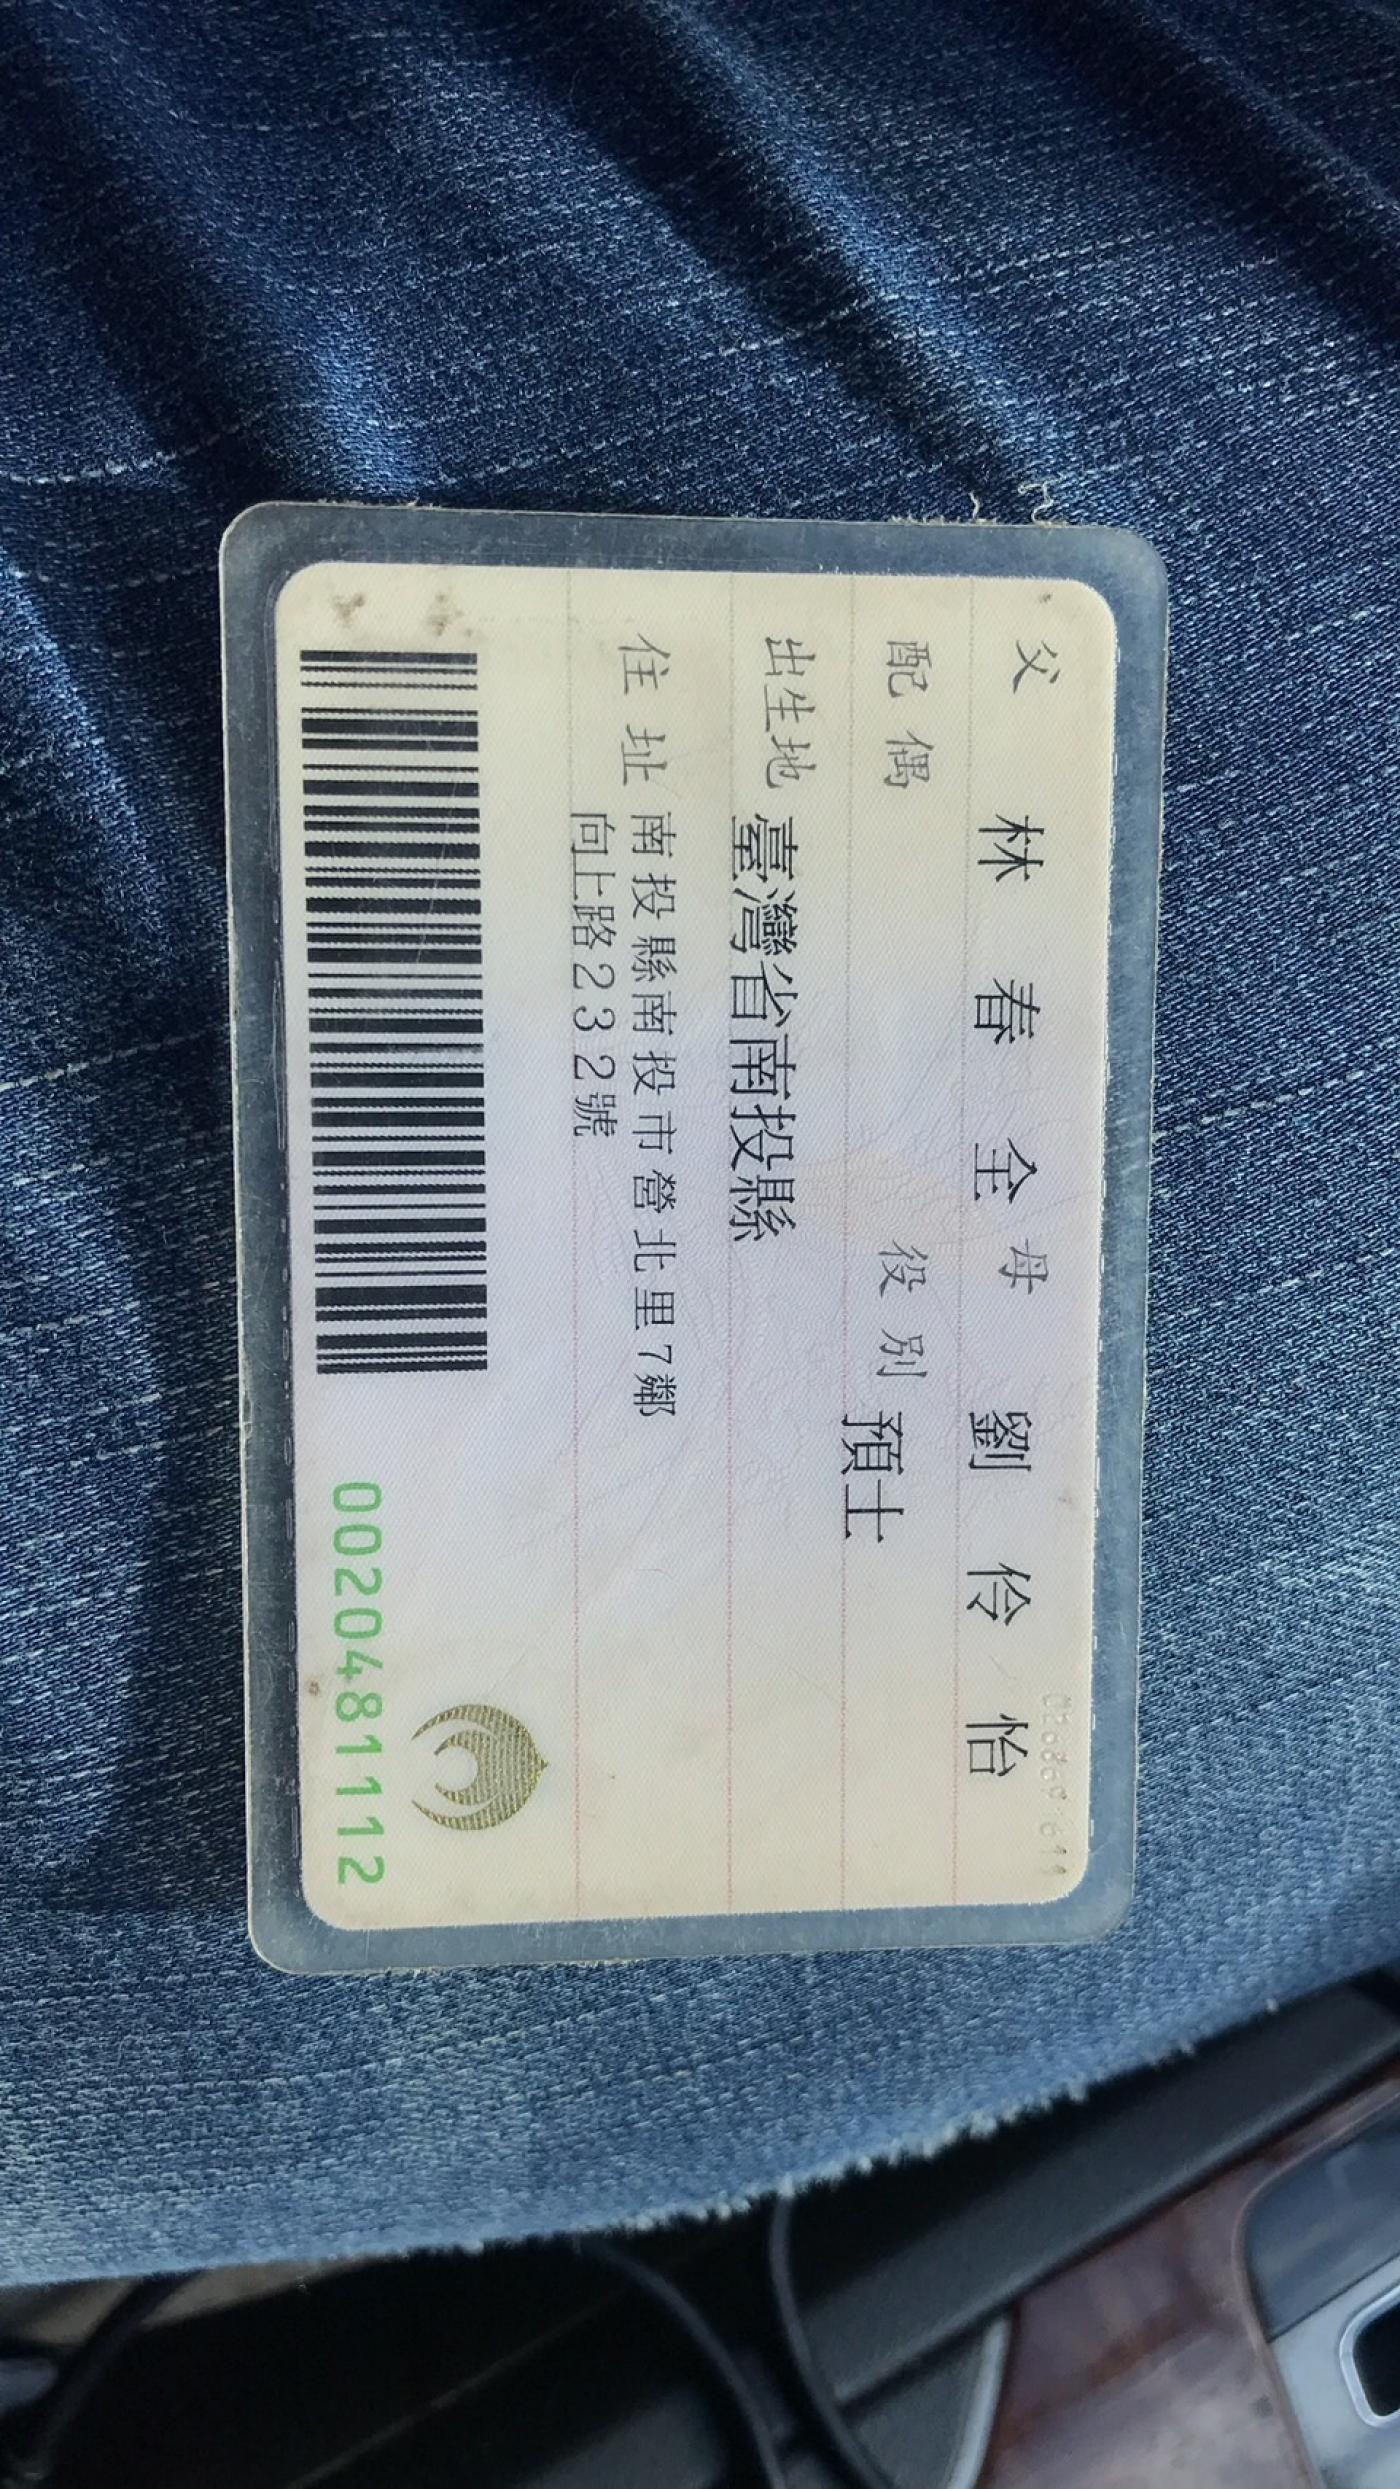 父 林春全 母 劉伶怡
配偶 役別 預士
出生地 臺灣省南投縣
住址 南投縣南投市營北里7鄰
向上路232號
0020481112